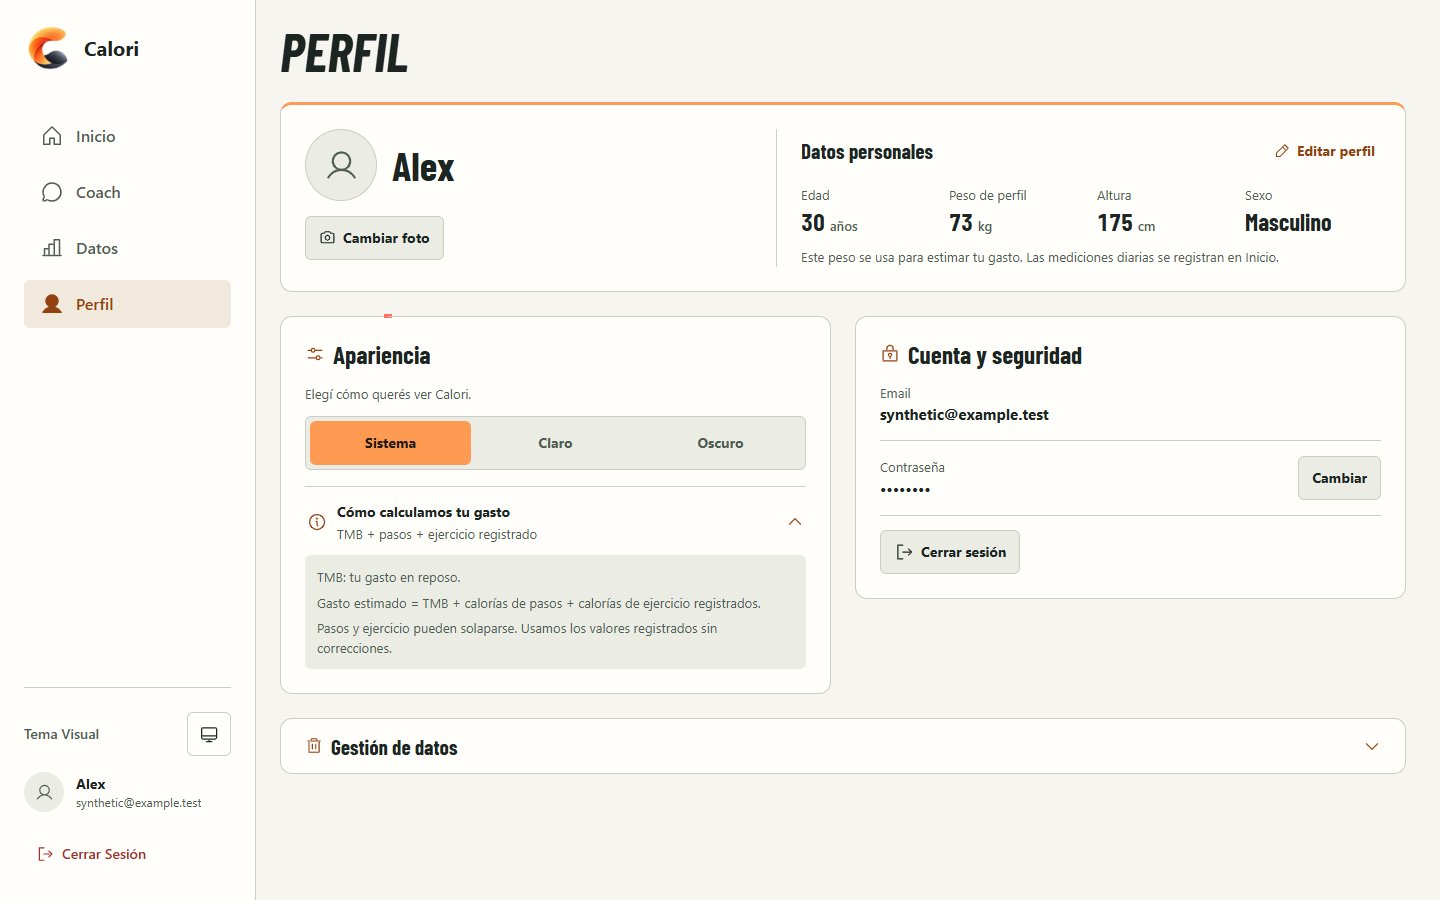 Calori
Inicio
Coach
Datos
Perfil
Tema Visual
Alex
synthetic@example.test
Cerrar Sesión
PERFIL
Alex
Cambiar foto
Datos personales
Editar perfil
Edad
30 años
Peso de perfil
73 kg
Altura
175 cm
Sexo
Masculino
Este peso se usa para estimar tu gasto. Las mediciones diarias se registran en Inicio.
Apariencia
Elegí cómo querés ver Calori.
Sistema
Claro
Oscuro
Cómo calculamos tu gasto
TMB + pasos + ejercicio registrado
TMB: tu gasto en reposo.
Gasto estimado = TMB + calorías de pasos + calorías de ejercicio registrados.
Pasos y ejercicio pueden solaparse. Usamos los valores registrados sin
correcciones.
Cuenta y seguridad
Email
synthetic@example.test
Contraseña
••••••••
Cambiar
Cerrar sesión
Gestión de datos